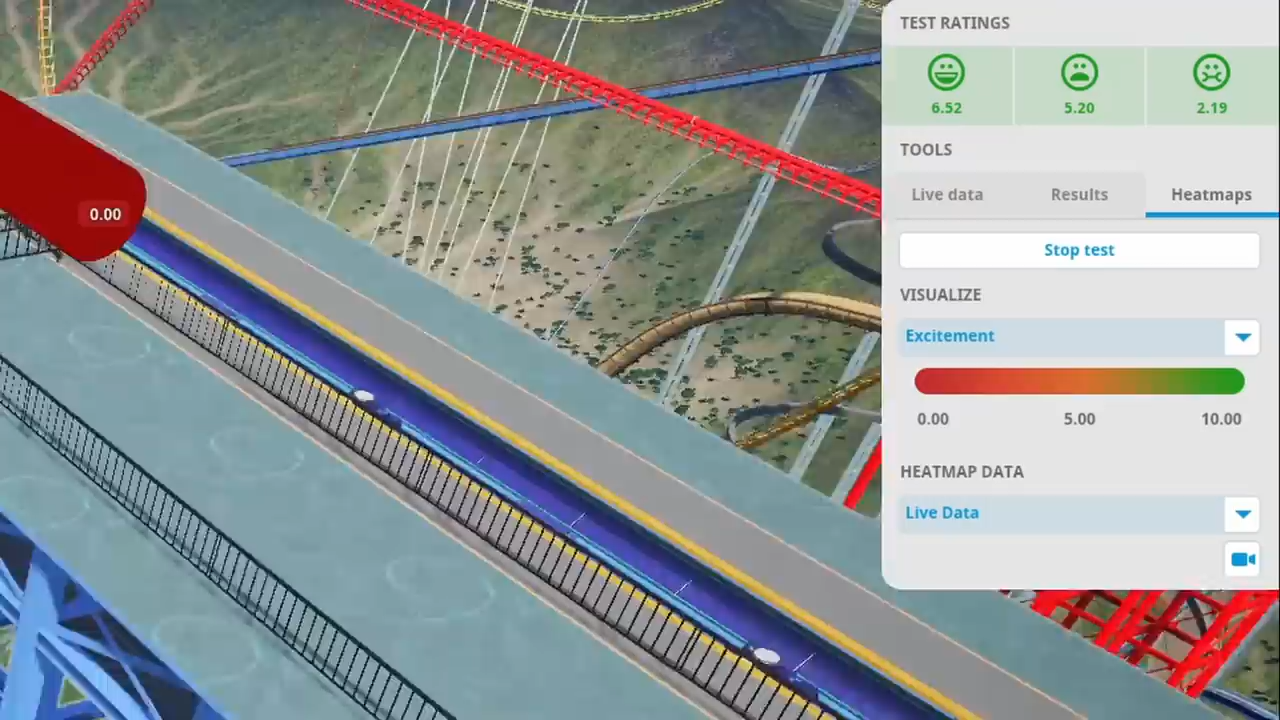 TEST RATINGS
6.52 5.20 2.19
TOOLS
Live data Results Heatmaps
Stop test
VISUALIZE
Excitement
0.00 5.00 10.00
HEATMAP DATA
Live Data
0.00